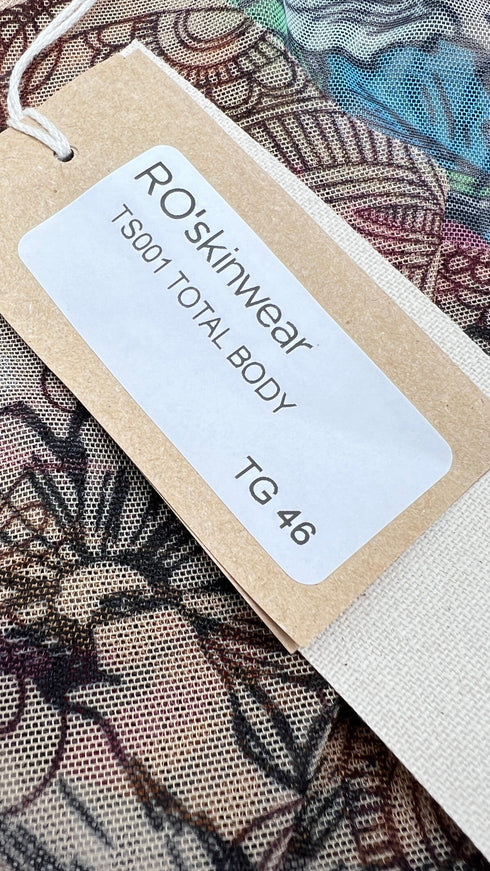 RO'skinwear
TS001 TOTAL BODY
TG 46